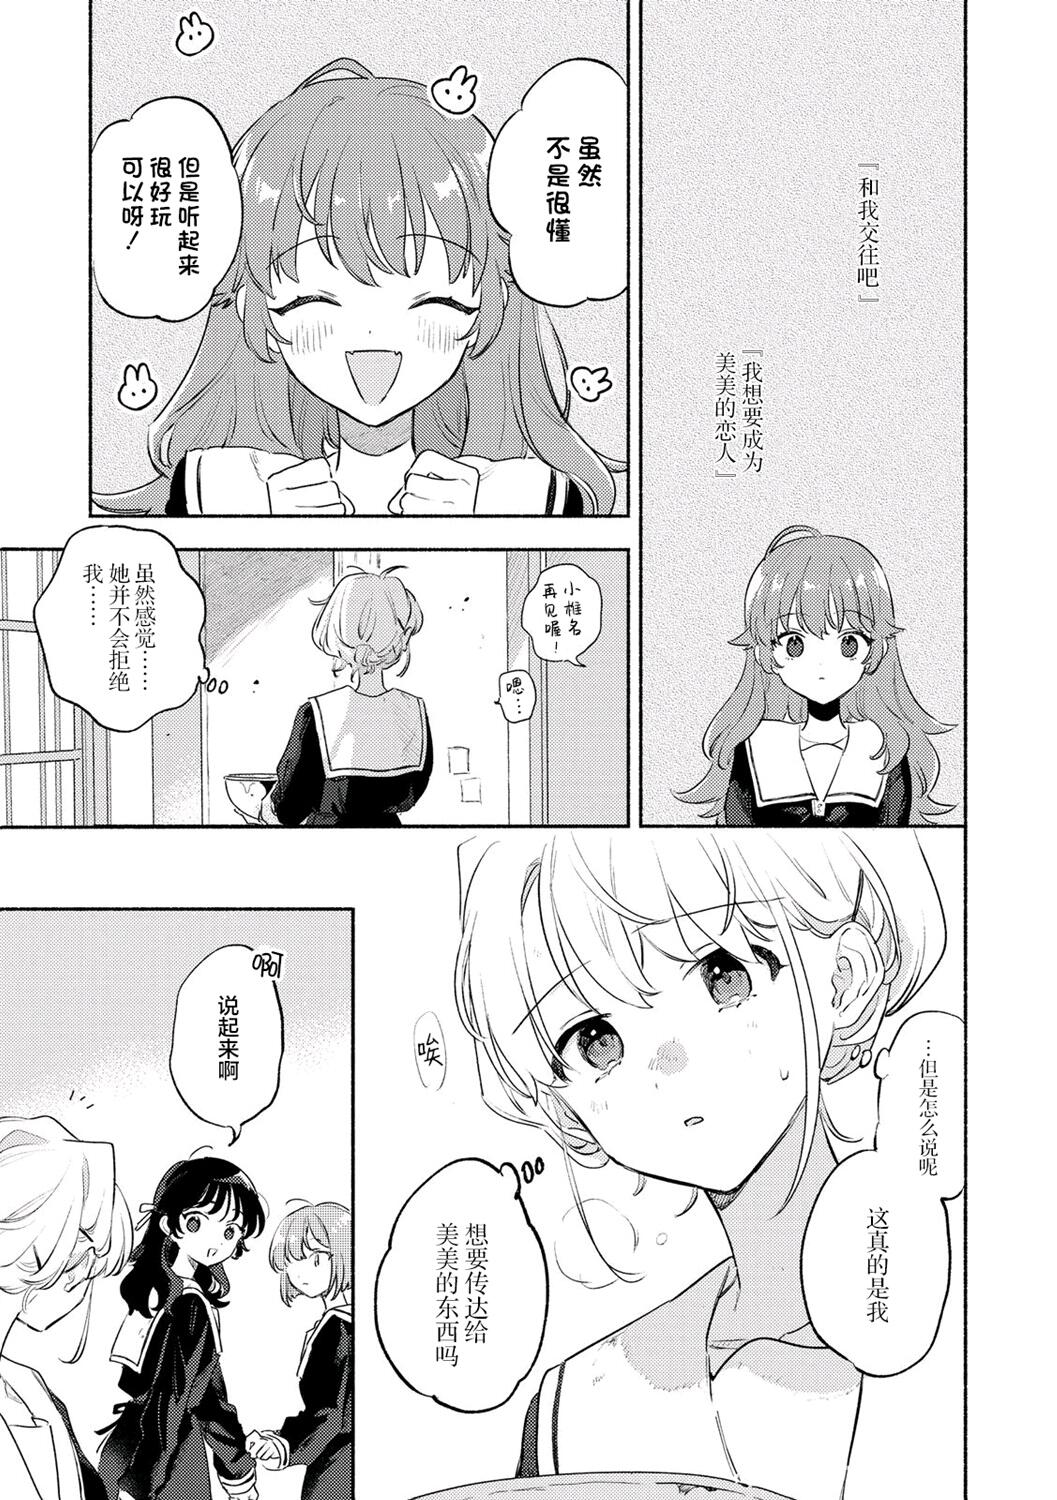 『和我交往吧』
『我想要成为
美美的恋人』
虽然
不是很懂
但是听起来
很好玩
可以呀！
小椎名
再见喔！
嗯…
虽然感觉……
她并不会拒绝
我……
…但是怎么说呢
这真的是我
唉
想要传达给
美美的东西吗
啊
说起来啊